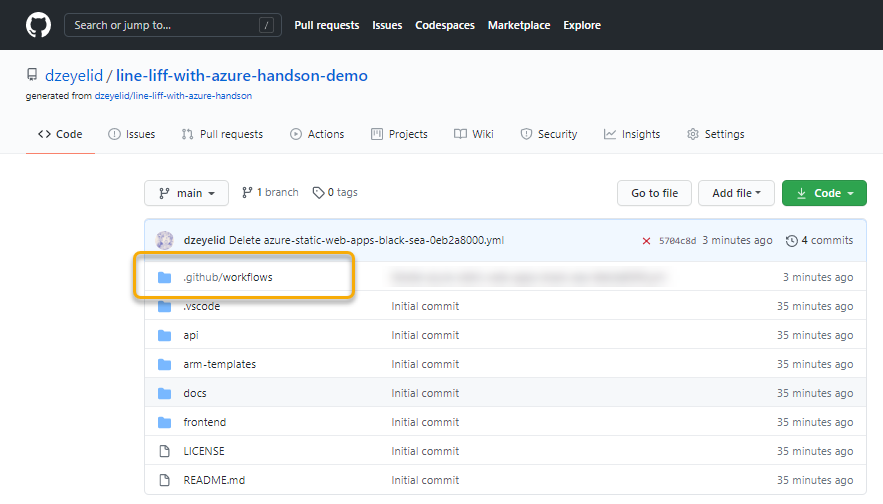 Search or jump to... / Pull requests Issues Codespaces Marketplace Explore
dzeyelid / line-liff-with-azure-handson-demo
generated from dzeyelid/line-liff-with-azure-handson
Code Issues Pull requests Actions Projects Wiki Security Insights Settings
main 1 branch 0 tags Go to file Add file Code
dzeyelid Delete azure-static-web-apps-black-sea-0eb2a8000.yml 5704c8d 3 minutes ago 4 commits
.github/workflows 3 minutes ago
.vscode Initial commit 35 minutes ago
api Initial commit 35 minutes ago
arm-templates Initial commit 35 minutes ago
docs Initial commit 35 minutes ago
frontend Initial commit 35 minutes ago
LICENSE Initial commit 35 minutes ago
README.md Initial commit 35 minutes ago